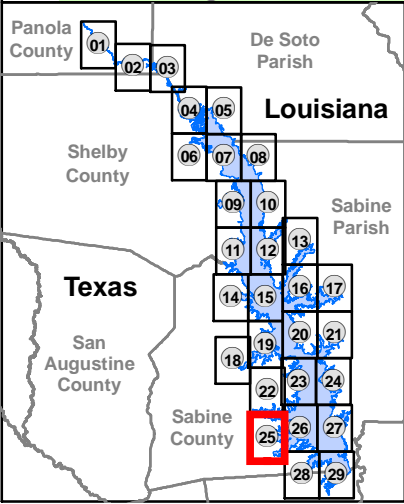 Panola
County
De Soto
Parish
Louisiana
Shelby
County
Sabine
Parish
Texas
San
Augustine
County
Sabine
County
01
02
03
04
05
06
07
08
09
10
11
12
13
14
15
16
17
18
19
20
21
22
23
24
25
26
27
28
29